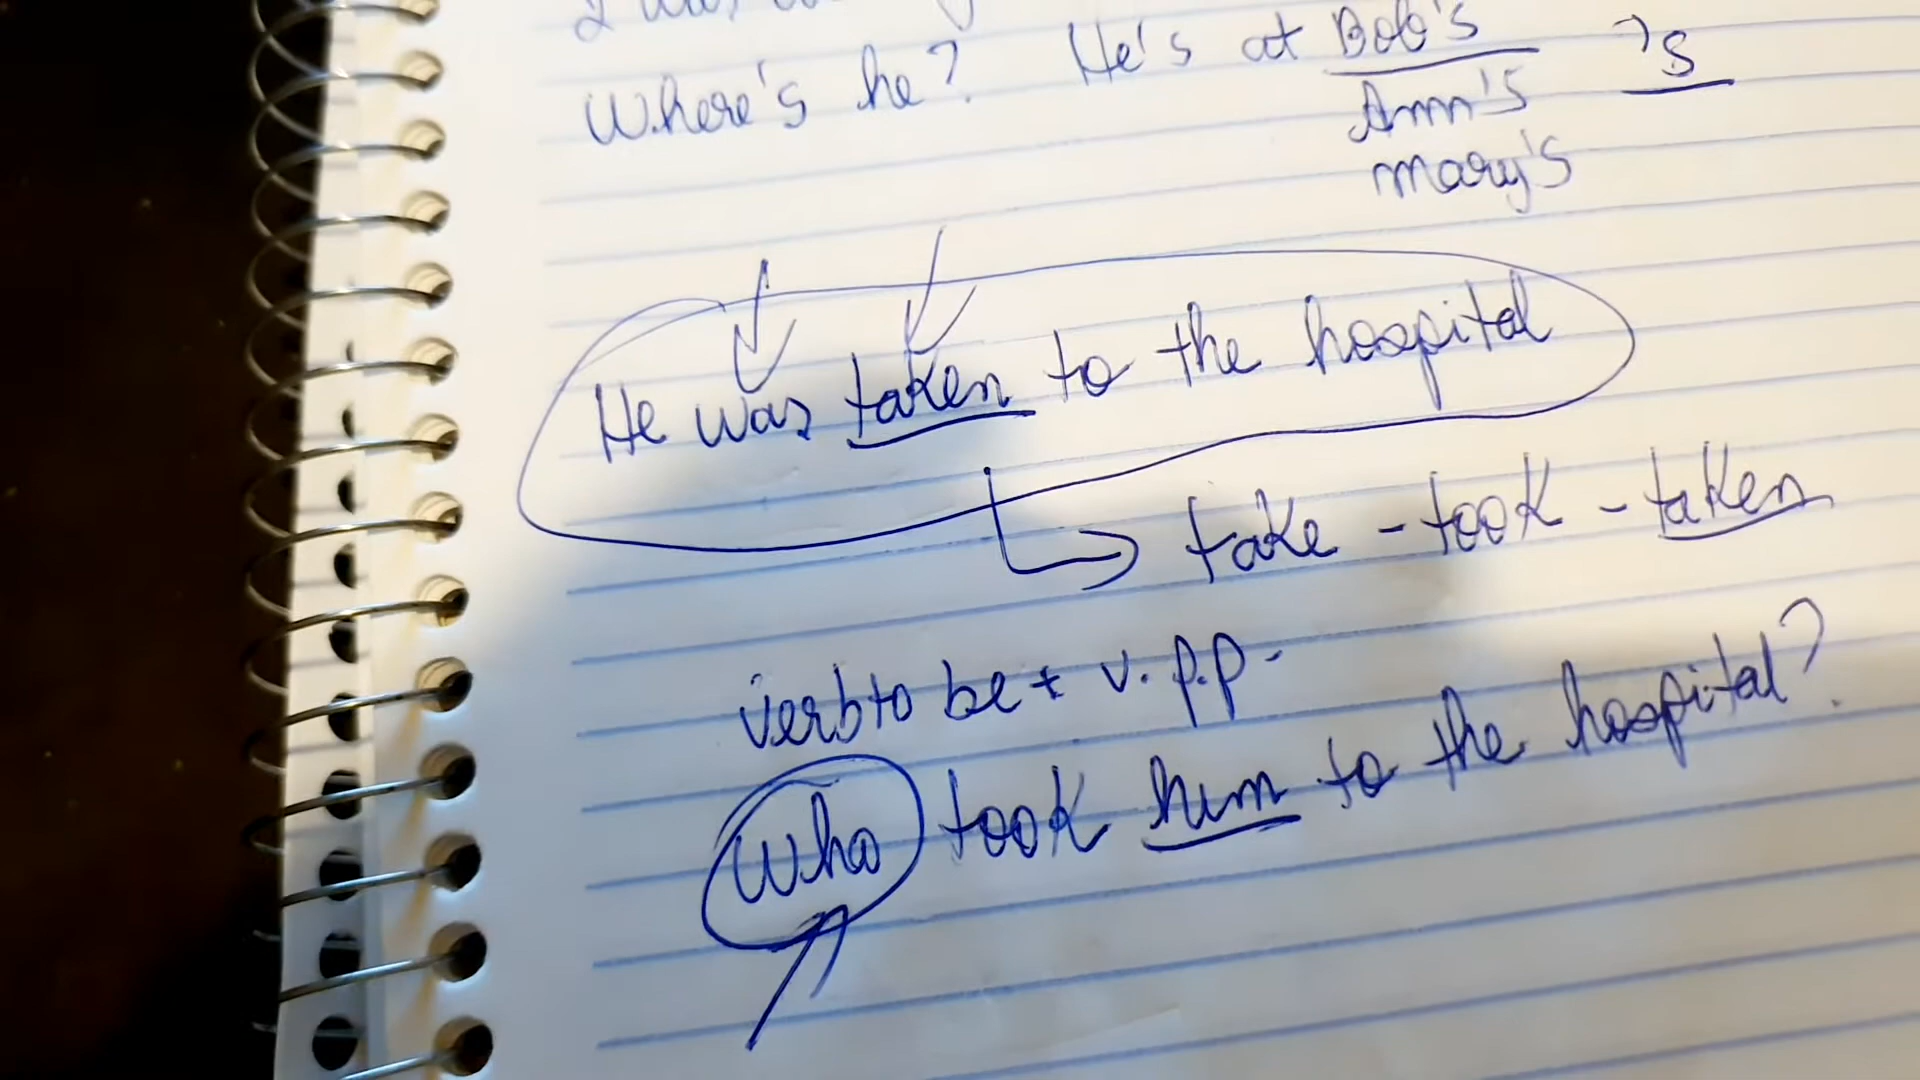 I was
Where's he? He's at Bob's 's
Ann's
Mary's
He was taken to the hospital
take - took - taken
verb to be + v. p.p.
Who took him to the hospital?